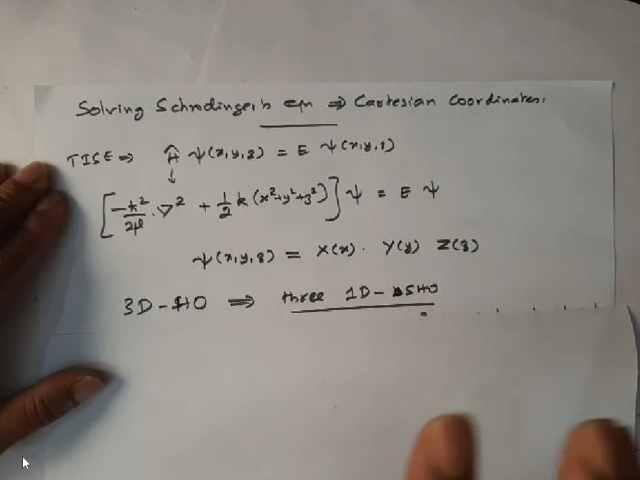 Solving Schrodinger's eqn ⇒ Cartesian Coordinates:
TISE ⇒ Ĥ ψ(x,y,z) = E ψ(x,y,z)
↓
[-ħ²/2μ · ∇² + 1/2 k (x²+y²+z²)] ψ = E ψ
ψ(x,y,z) = X(x) · Y(y) Z(z)
3D-HO ⇒ three 1D-SHO